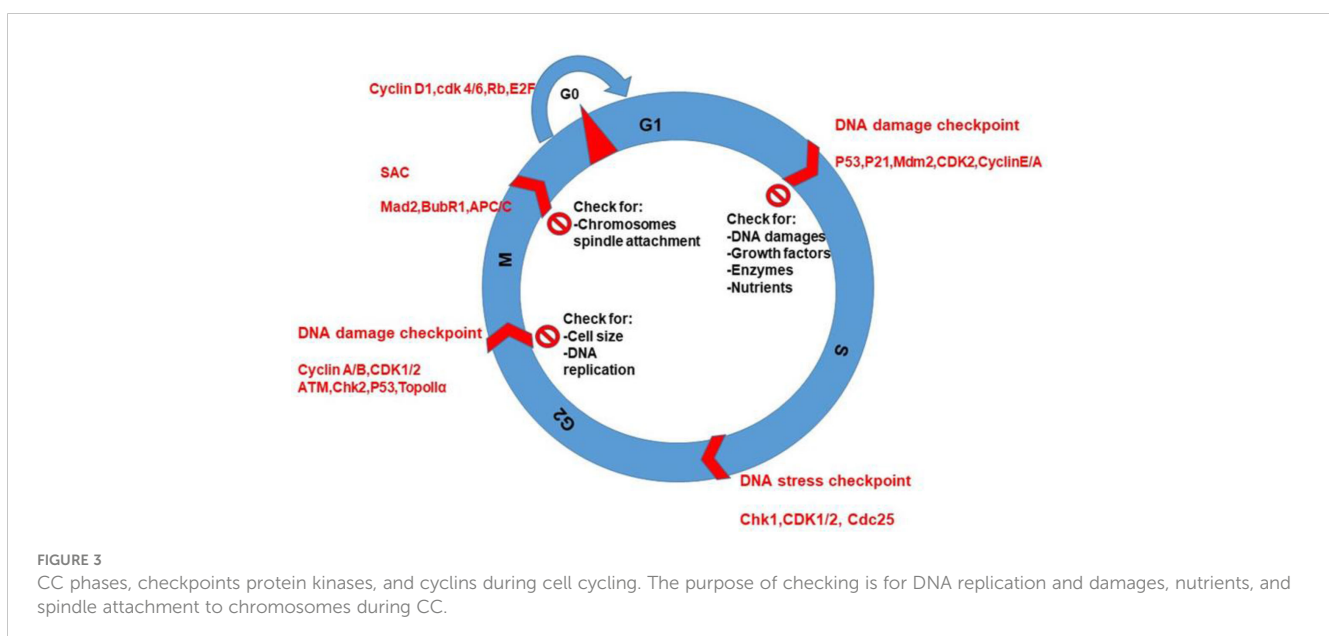 Cyclin D1,cdk 4/6,Rb,E2F
G0
G1
DNA damage checkpoint
P53,P21,Mdm2,CDK2,CyclinE/A
SAC
Mad2,BubR1,APC/C
Check for:
-Chromosomes
spindle attachment
Check for:
-DNA damages
-Growth factors
-Enzymes
-Nutrients
M
DNA damage checkpoint
Cyclin A/B,CDK1/2
ATM,Chk2,P53,TopoIIα
Check for:
-Cell size
-DNA
replication
S
G2
DNA stress checkpoint
Chk1,CDK1/2, Cdc25
FIGURE 3
CC phases, checkpoints protein kinases, and cyclins during cell cycling. The purpose of checking is for DNA replication and damages, nutrients, and
spindle attachment to chromosomes during CC.